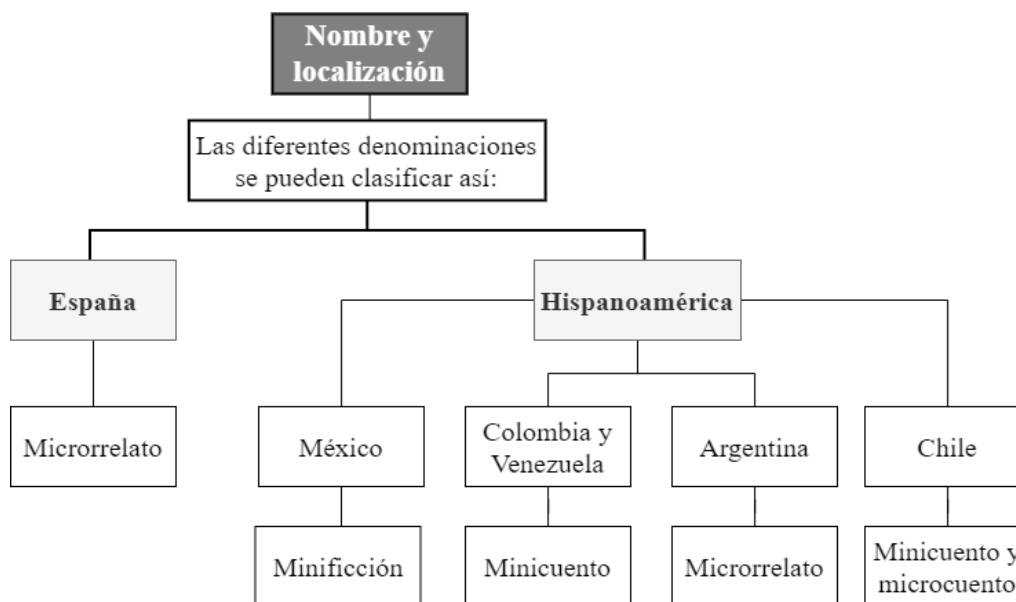 Nombre y
localización
Las diferentes denominaciones
se pueden clasificar así:
España
Hispanoamérica
Microrrelato
México
Colombia y
Venezuela
Argentina
Chile
Minificción
Minicuento
Microrrelato
Minicuento y
microcuento